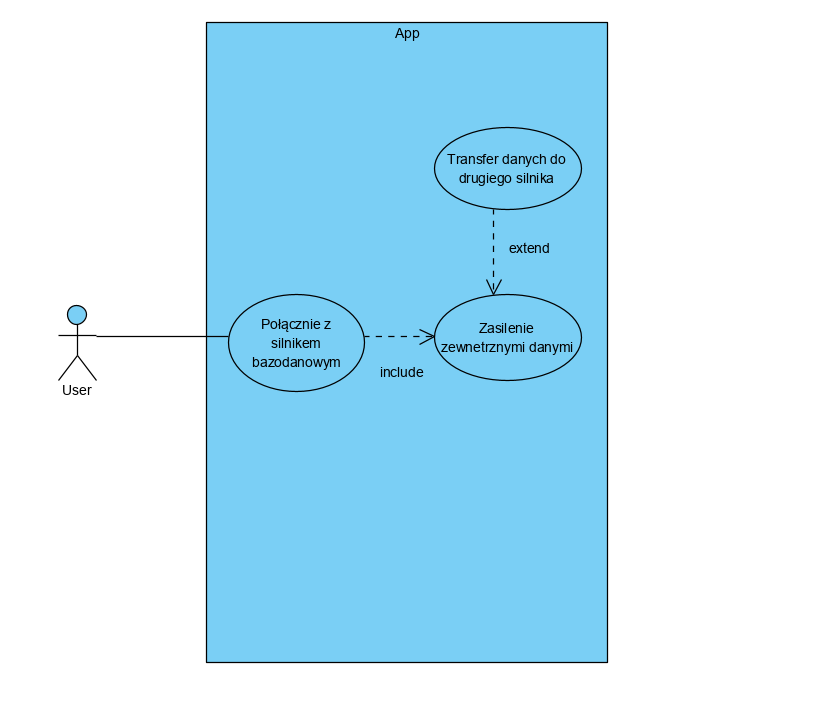 App
Transfer danych do
drugiego silnika
extend
Połącznie z
silnikem
bazodanowym
Zasilenie
zewnetrznymi danymi
include
User